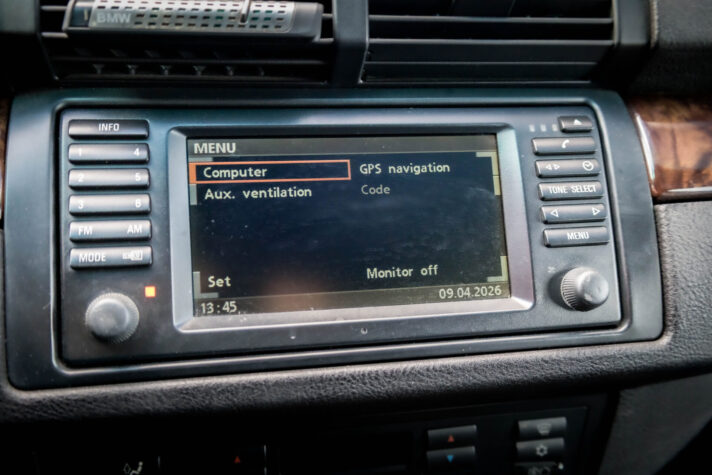 BMW
INFO
1 4
2 5
3 6
FM AM
MODE
MENU
Computer GPS navigation
Aux. ventilation Code
Set Monitor off
13:45 09.04.2026
TONE SELECT
MENU